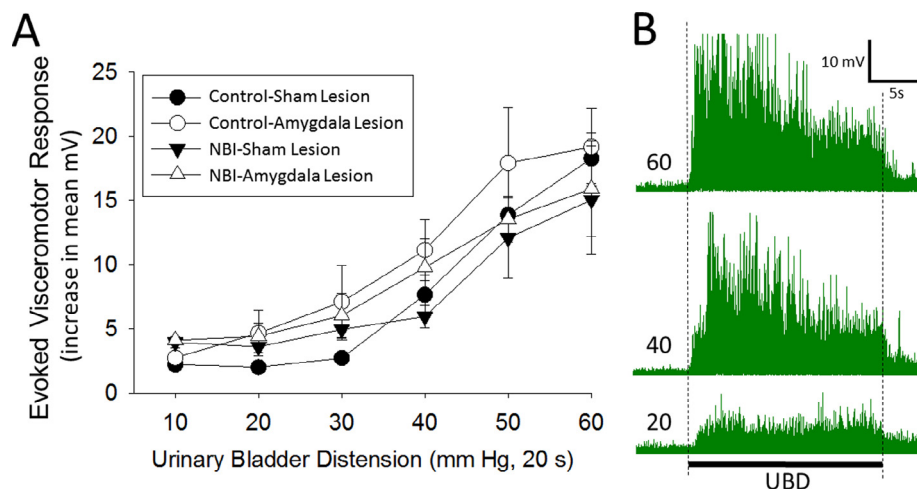 A
Evoked Visceromotor Response
(increase in mean mV)
25
20
15
10
5
0
Control-Sham Lesion
Control-Amygdala Lesion
NBI-Sham Lesion
NBI-Amygdala Lesion
10 20 30 40 50 60
Urinary Bladder Distension (mm Hg, 20 s)
B
10 mV
5s
60
40
20
UBD